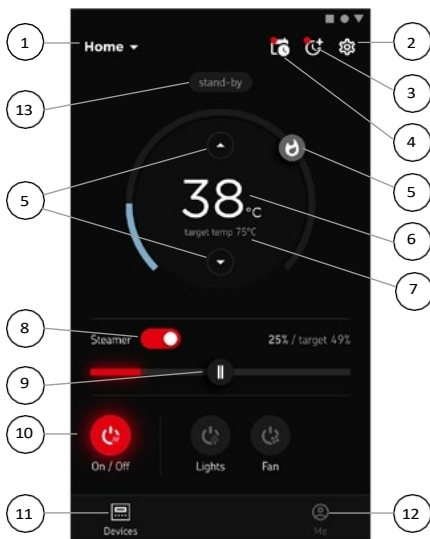 1
Home
2
3
4
13
stand-by
5
5
38 °C
6
target temp 75°C
7
8
Steamer
25% / target 49%
9
10
On / Off
Lights
Fan
11
12
Devices
Me